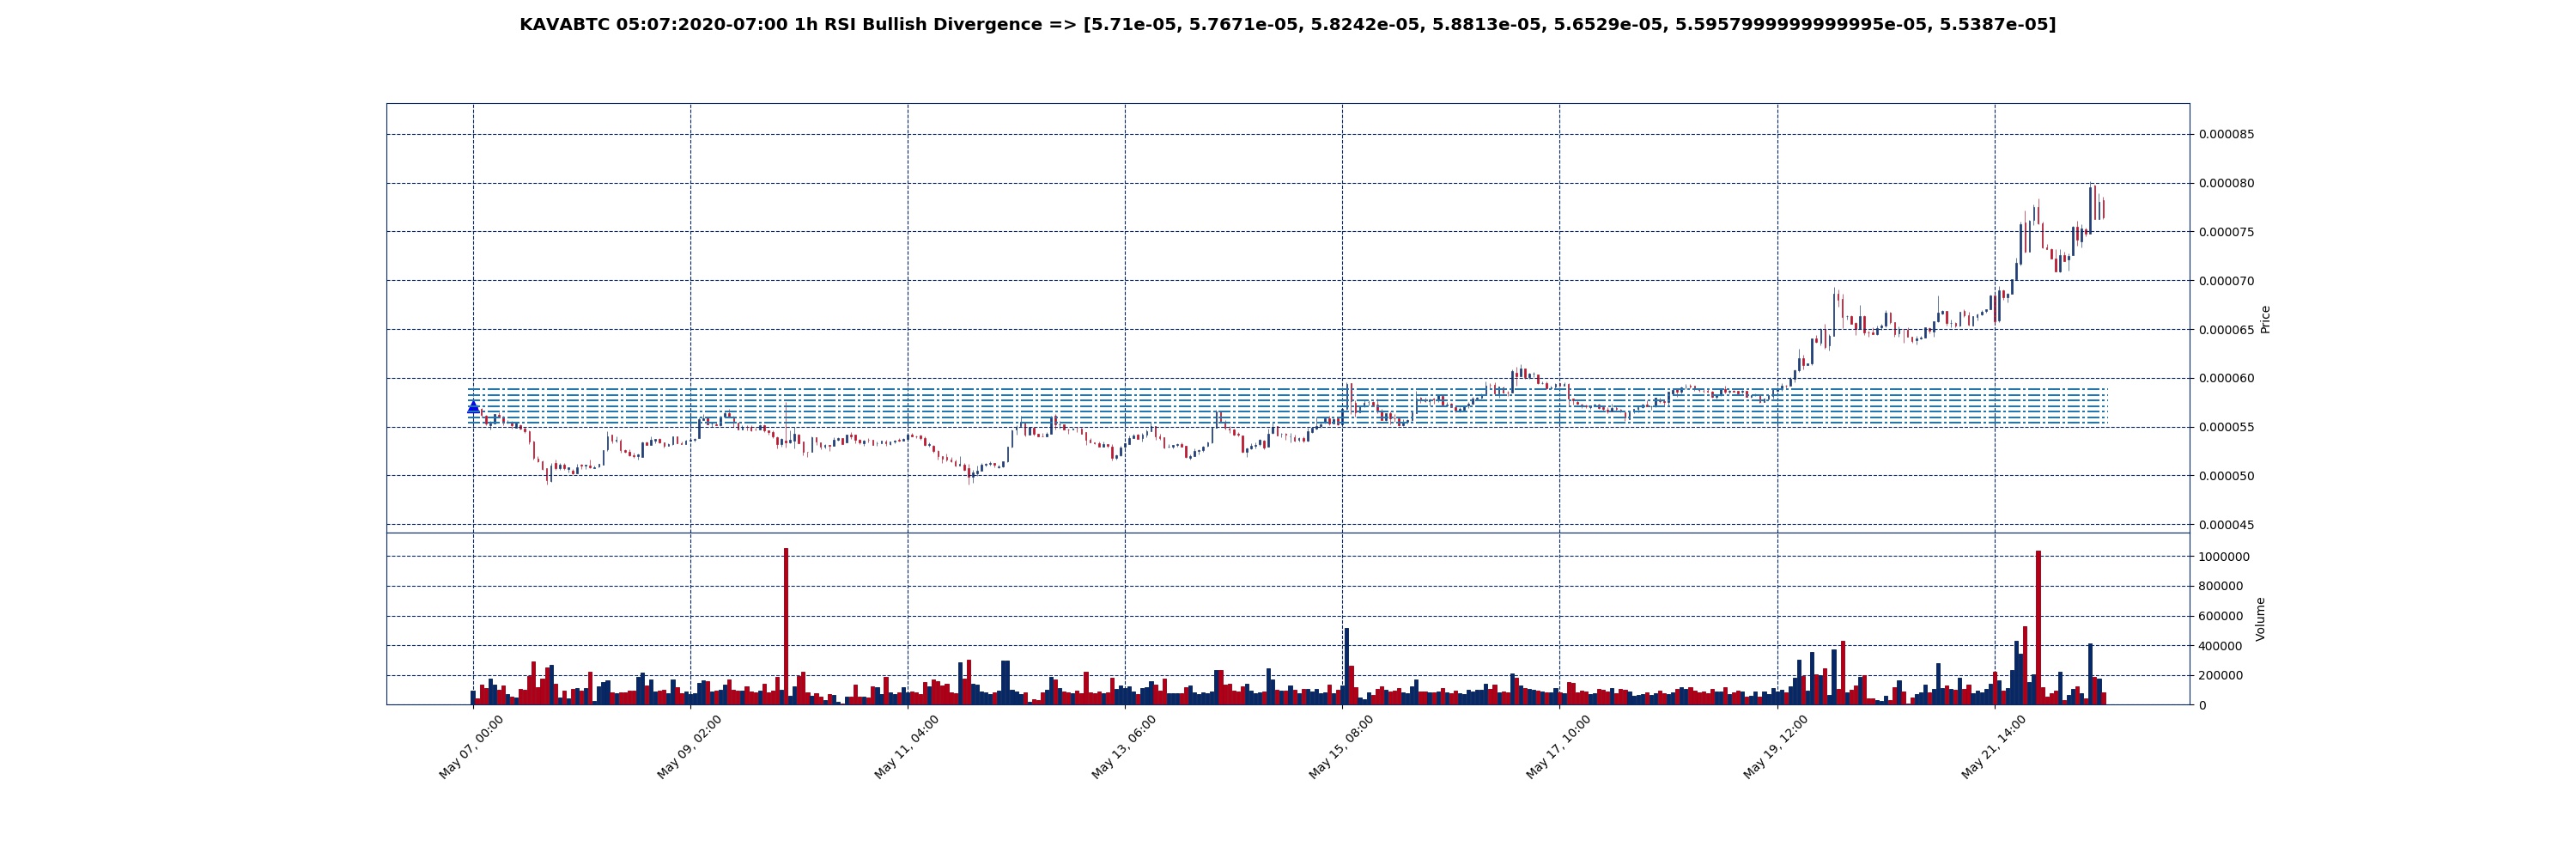 KAVABTC 05:07:2020-07:00 1h RSI Bullish Divergence => [5.71e-05, 5.7671e-05, 5.8242e-05, 5.8813e-05, 5.6529e-05, 5.5957999999999995e-05, 5.5387e-05]
0.000085
0.000080
0.000075
0.000070
0.000065
0.000060
0.000055
0.000050
0.000045
Price
1000000
800000
600000
400000
200000
0
Volume
May 07, 00:00
May 09, 02:00
May 11, 04:00
May 13, 06:00
May 15, 08:00
May 17, 10:00
May 19, 12:00
May 21, 14:00